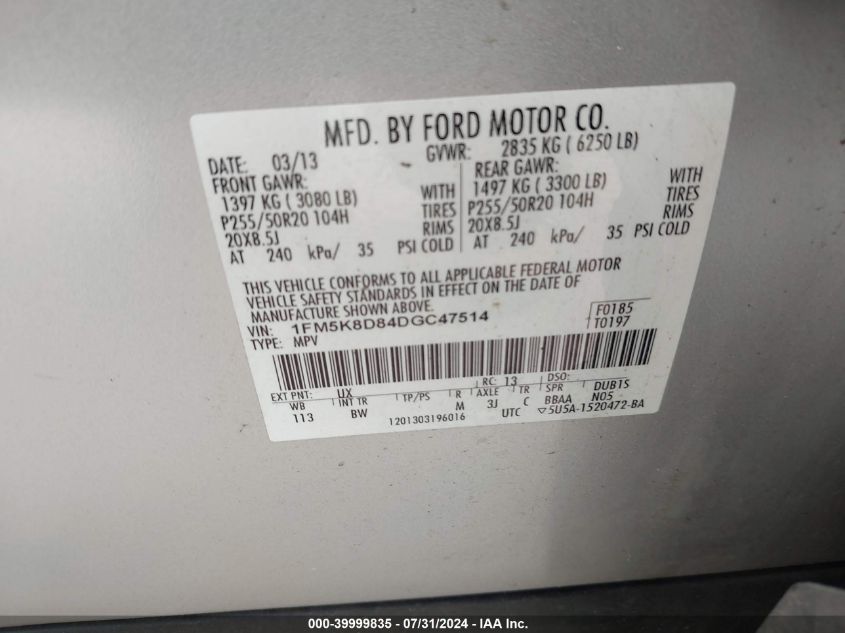 MFD. BY FORD MOTOR CO.
DATE: 03/13 GVWR: 2835 KG ( 6250 LB)
FRONT GAWR: REAR GAWR:
1397 KG ( 3080 LB) WITH 1497 KG ( 3300 LB) WITH
P255/50R20 104H TIRES P255/50R20 104H TIRES
20X8.5J RIMS 20X8.5J RIMS
AT 240 kPa/ 35 PSI COLD AT 240 kPa/ 35 PSI COLD
THIS VEHICLE CONFORMS TO ALL APPLICABLE FEDERAL MOTOR
VEHICLE SAFETY STANDARDS IN EFFECT ON THE DATE OF
MANUFACTURE SHOWN ABOVE.
VIN: 1FM5K8D84DGC47514 F0185
TYPE: MPV T0197
EXT PNT: UX RC: 13 DSO:
WB INT TR TP/PS R AXLE TR SPR DUB1S
113 BW M 3J C BBAA N05
1201303196016 UTC ▽5U5A-1520472-BA
000-39999835 - 07/31/2024 - IAA Inc.